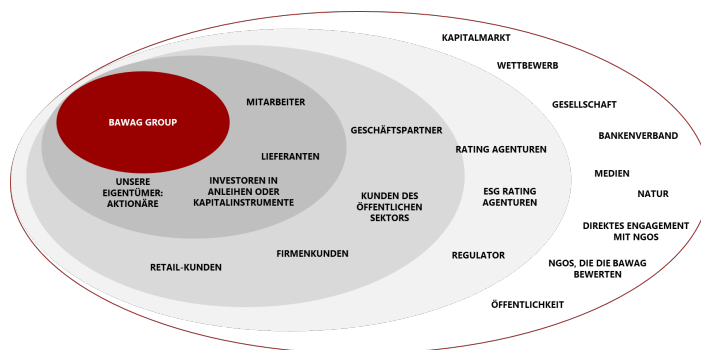 KAPITALMARKT
WETTBEWERB
GESELLSCHAFT
BANKENVERBAND
MEDIEN
NATUR
DIREKTES ENGAGEMENT
MIT NGOS
NGOS, DIE DIE BAWAG
BEWERTEN
ÖFFENTLICHKEIT
RATING AGENTUREN
ESG RATING
AGENTUREN
REGULATOR
GESCHÄFTSPARTNER
KUNDEN DES
ÖFFENTLICHEN
SEKTORS
FIRMENKUNDEN
RETAIL-KUNDEN
MITARBEITER
LIEFERANTEN
INVESTOREN IN
ANLEIHEN ODER
KAPITALINSTRUMENTE
UNSERE
EIGENTÜMER:
AKTIONÄRE
BAWAG GROUP